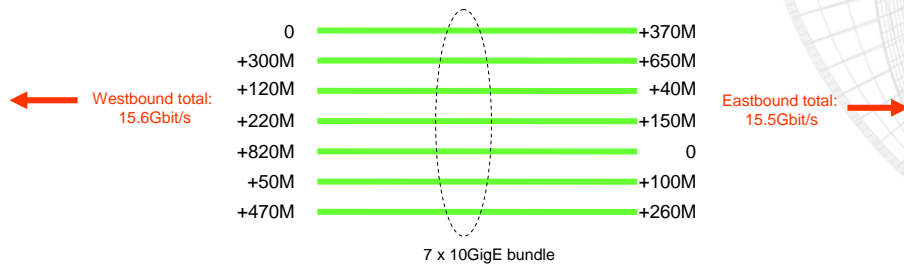 0
+370M
+300M
+650M
+120M
+40M
Westbound total:
15.6Gbit/s
Eastbound total:
15.5Gbit/s
+220M
+150M
+820M
0
+50M
+100M
+470M
+260M
7 x 10GigE bundle